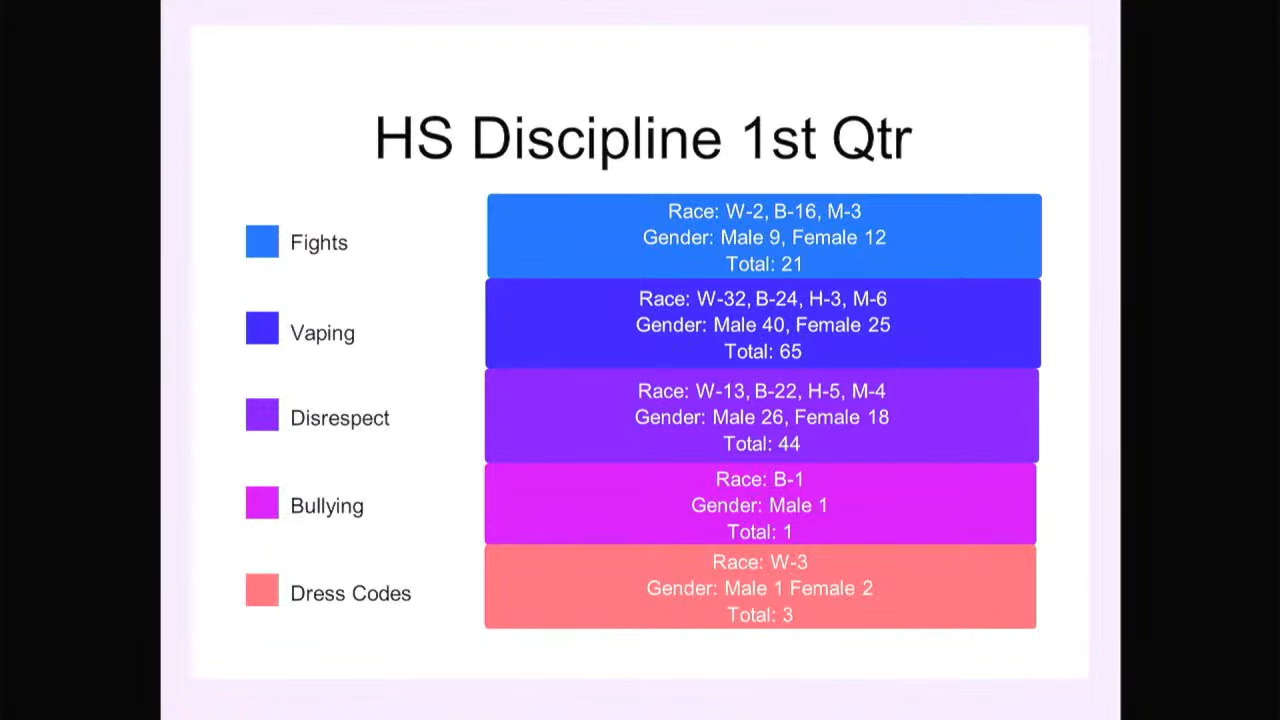 HS Discipline 1st Qtr
Fights
Race: W-2, B-16, M-3
Gender: Male 9, Female 12
Total: 21
Vaping
Race: W-32, B-24, H-3, M-6
Gender: Male 40, Female 25
Total: 65
Disrespect
Race: W-13, B-22, H-5, M-4
Gender: Male 26, Female 18
Total: 44
Bullying
Race: B-1
Gender: Male 1
Total: 1
Dress Codes
Race: W-3
Gender: Male 1 Female 2
Total: 3